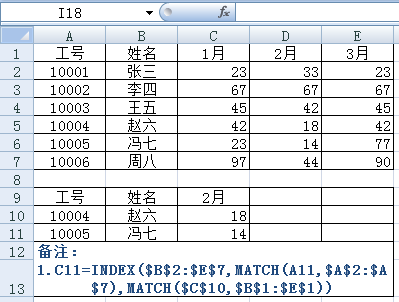 I18 fx
A B C D E
1 工号 姓名 1月 2月 3月
2 10001 张三 23 33 23
3 10002 李四 67 67 67
4 10003 王五 45 42 45
5 10004 赵六 42 18 42
6 10005 冯七 23 14 77
7 10006 周八 97 44 90
8
9 工号 姓名 2月
10 10004 赵六 18
11 10005 冯七 14
12 备注：
1.C11=INDEX($B$2:$E$7,MATCH(A11,$A$2:$A
13 $7),MATCH($C$10,$B$1:$E$1))